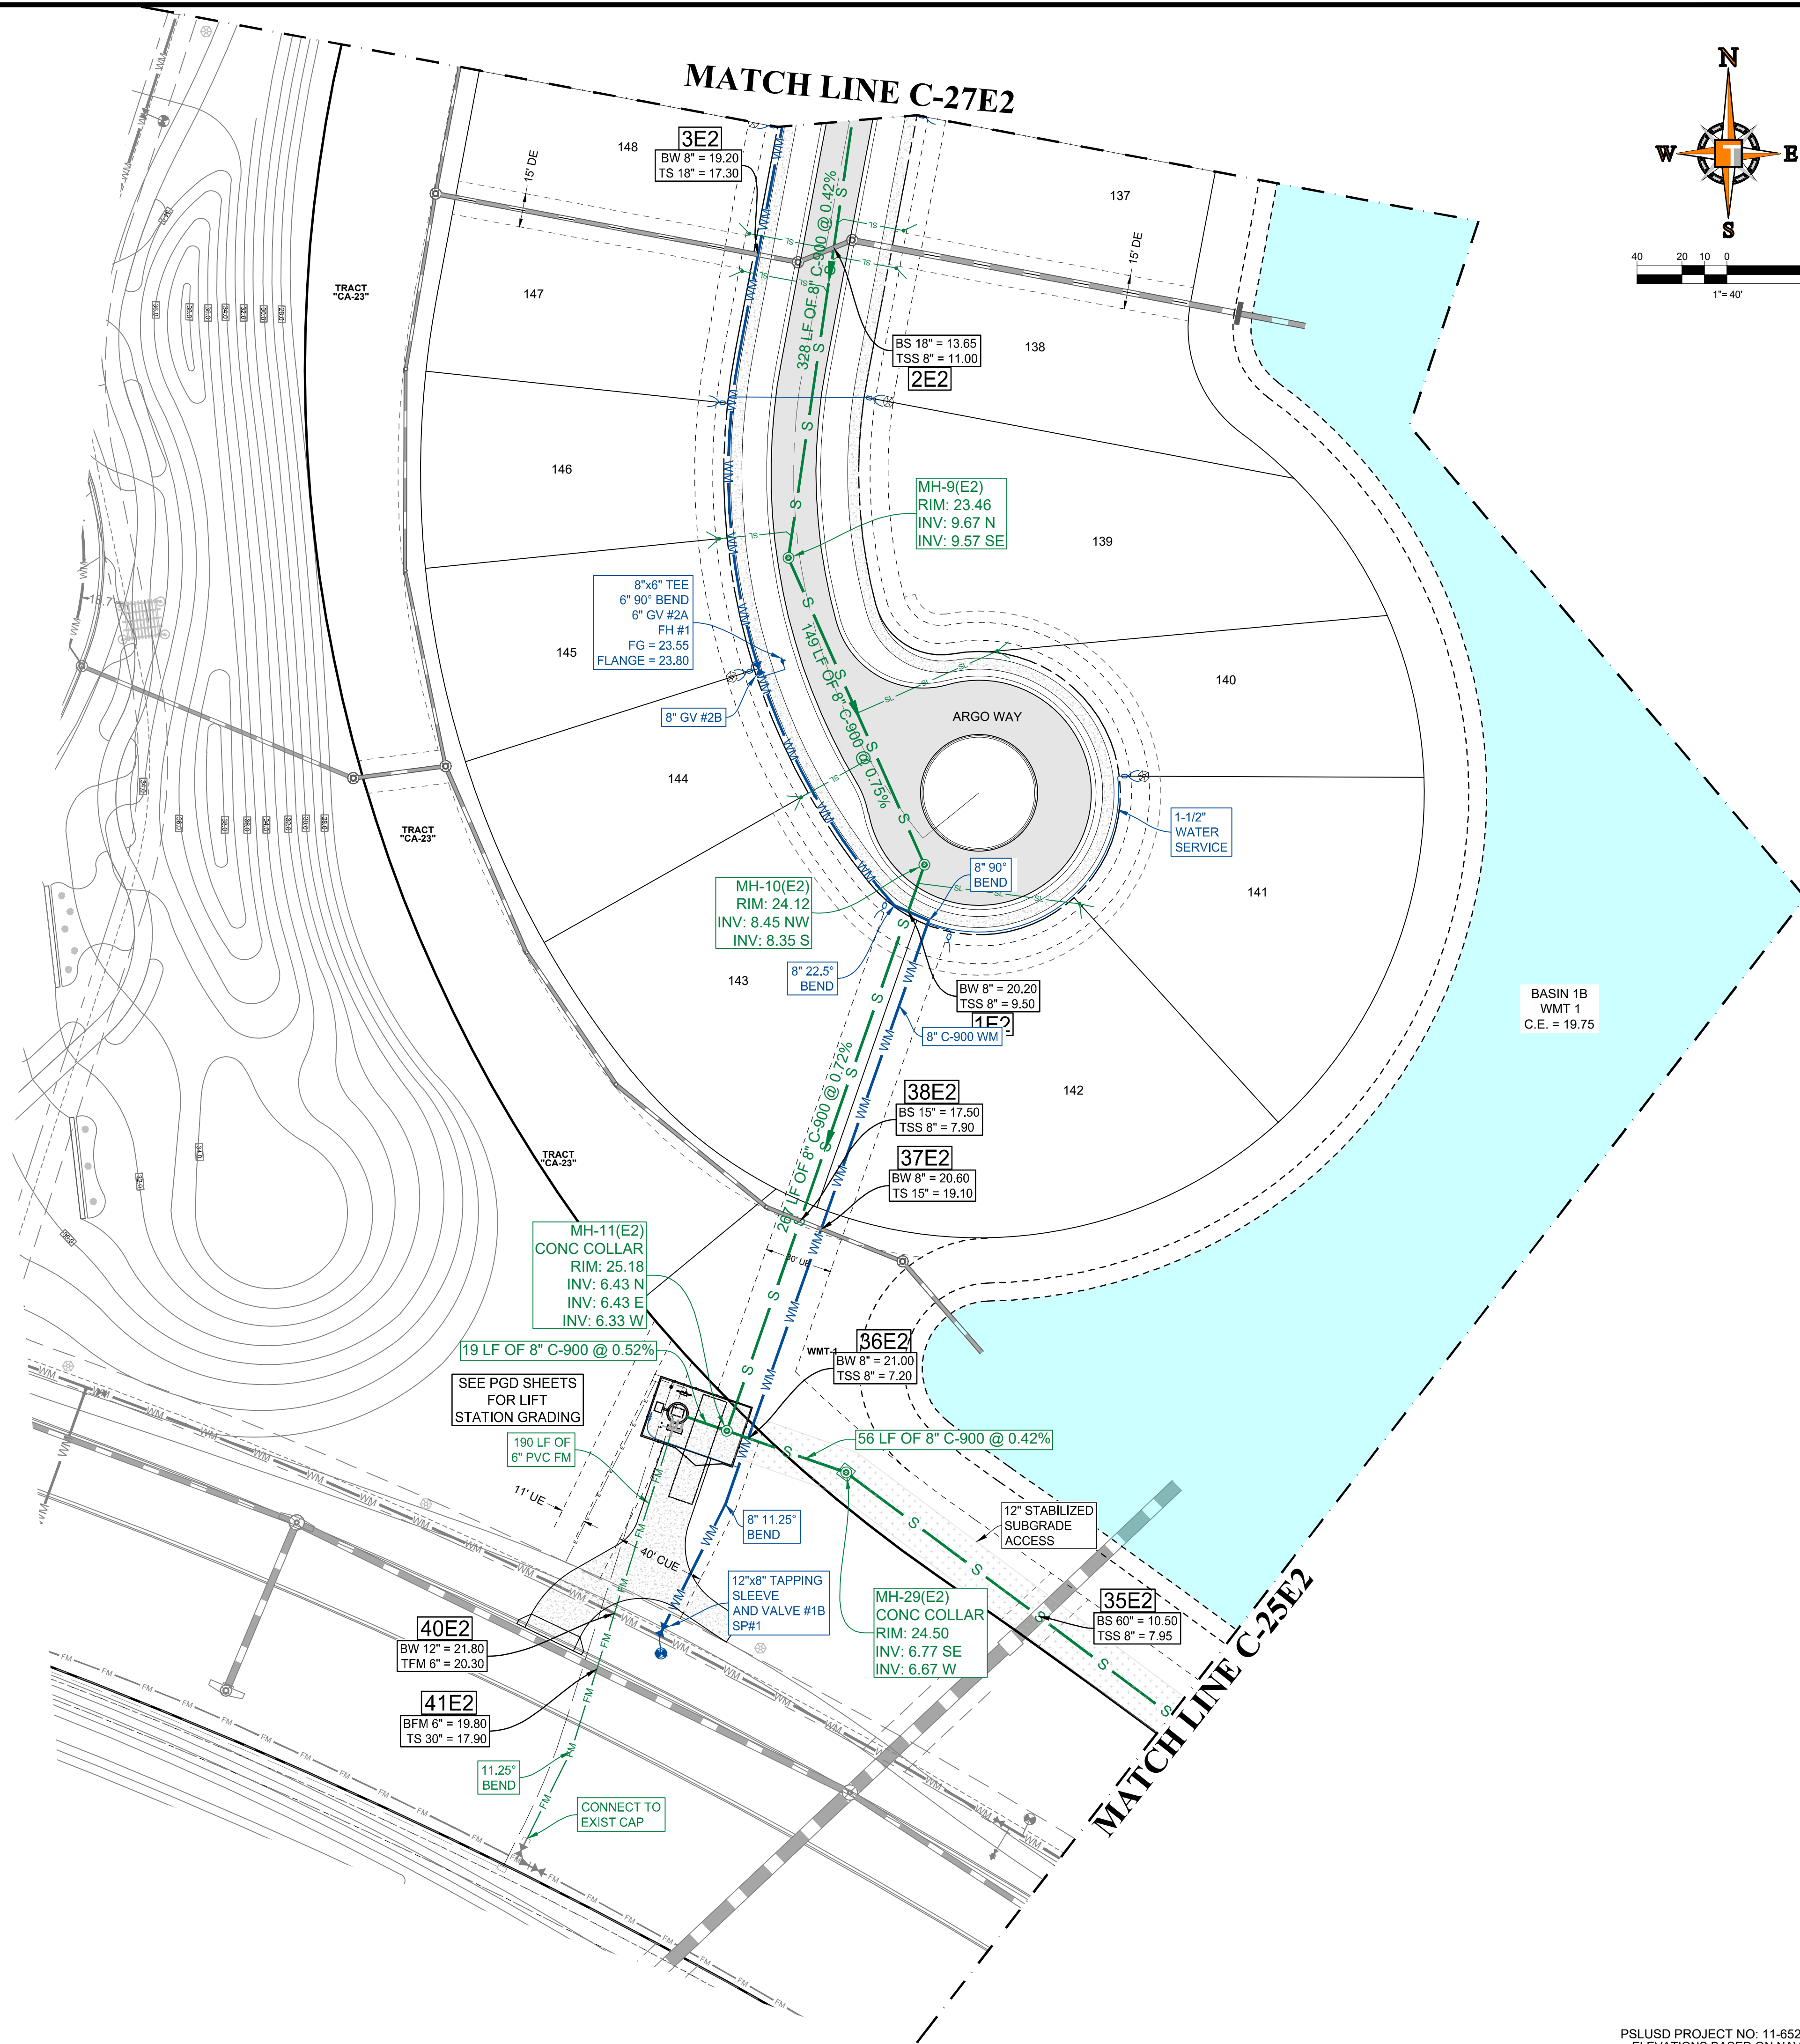 MATCH LINE C-27E2
N
W
E
S
T
40
20
10
0
1"= 40'
148
3E2
BW 8" = 19.20
TS 18" = 17.30
15' DE
137
15' DE
328 LF OF 8" C-900 @ 0.42%
TRACT
"CA-23"
147
BS 18" = 13.65
TSS 8" = 11.00
2E2
138
146
MH-9(E2)
RIM: 23.46
INV: 9.67 N
INV: 9.57 SE
139
8"x6" TEE
6" 90° BEND
6" GV #2A
FH #1
FG = 23.55
FLANGE = 23.80
145
8" GV #2B
149 LF OF 8" C-900 @ 0.75%
140
ARGO WAY
144
TRACT
"CA-23"
1-1/2"
WATER
SERVICE
8" 90°
BEND
141
MH-10(E2)
RIM: 24.12
INV: 8.45 NW
INV: 8.35 S
8" 22.5°
BEND
143
BW 8" = 20.20
TSS 8" = 9.50
1E2
8" C-900 WM
BASIN 1B
WMT 1
C.E. = 19.75
267 LF OF 8" C-900 @ 0.72%
38E2
BS 15" = 17.50
TSS 8" = 7.90
142
37E2
BW 8" = 20.60
TS 15" = 19.10
TRACT
"CA-23"
MH-11(E2)
CONC COLLAR
RIM: 25.18
INV: 6.43 N
INV: 6.43 E
INV: 6.33 W
30' UE
19 LF OF 8" C-900 @ 0.52%
WMT-1
36E2
BW 8" = 21.00
TSS 8" = 7.20
SEE PGD SHEETS
FOR LIFT
STATION GRADING
190 LF OF
6" PVC FM
56 LF OF 8" C-900 @ 0.42%
11' UE
8" 11.25°
BEND
12" STABILIZED
SUBGRADE
ACCESS
40' CUE
12"x8" TAPPING
SLEEVE
AND VALVE #1B
SP#1
MH-29(E2)
CONC COLLAR
RIM: 24.50
INV: 6.77 SE
INV: 6.67 W
35E2
BS 60" = 10.50
TSS 8" = 7.95
40E2
BW 12" = 21.80
TFM 6" = 20.30
41E2
BFM 6" = 19.80
TS 30" = 17.90
11.25°
BEND
CONNECT TO
EXIST CAP
MATCH LINE C-25E2
PSLUSD PROJECT NO: 11-652